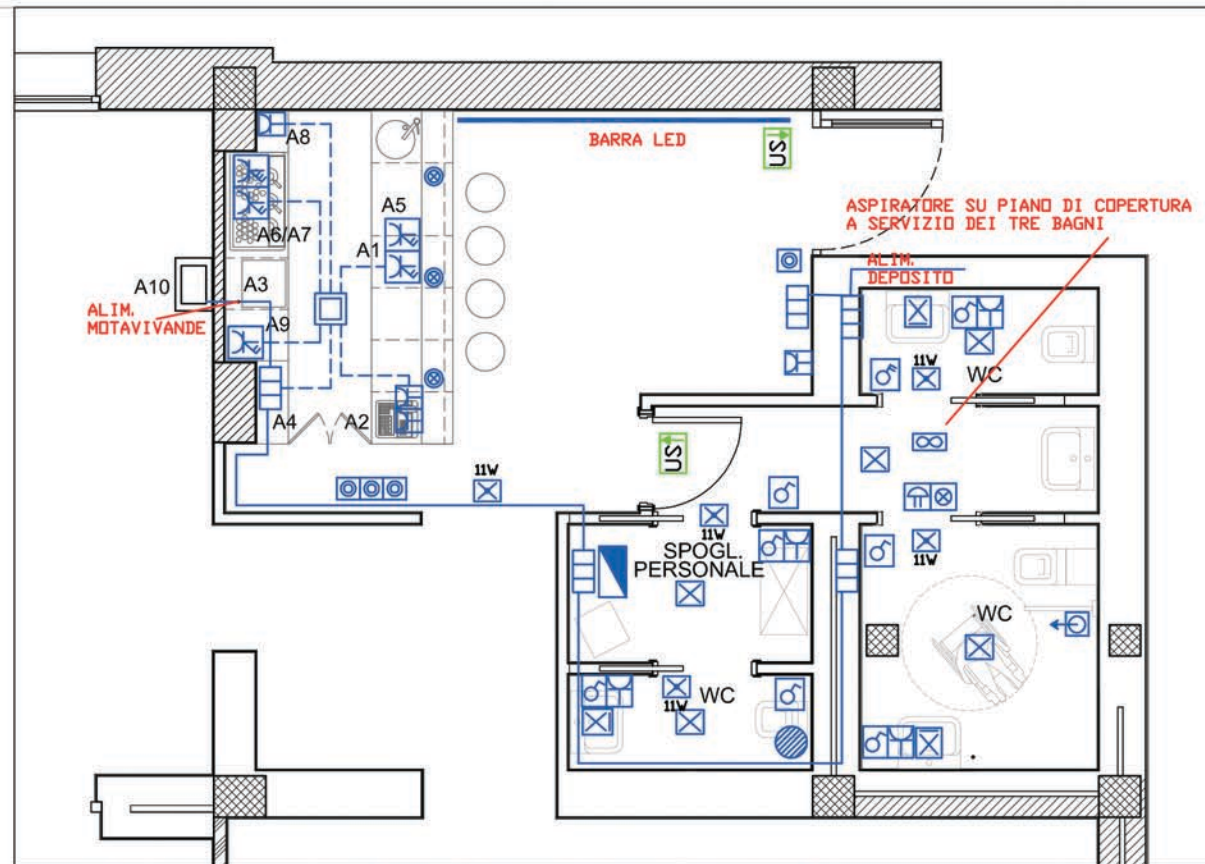 BARRA LED
US
A8
A5
A6/A7
A1
A10
A3
ALIM.
MOTAVIVANDE
A9
A4
A2
ASPIRATORE SU PIANO DI COPERTURA
A SERVIZIO DEI TRE BAGNI
ALIM.
DEPOSITO
11W
WC
US
11W
11W
SPOGL.
PERSONALE
11W
WC
11W
WC